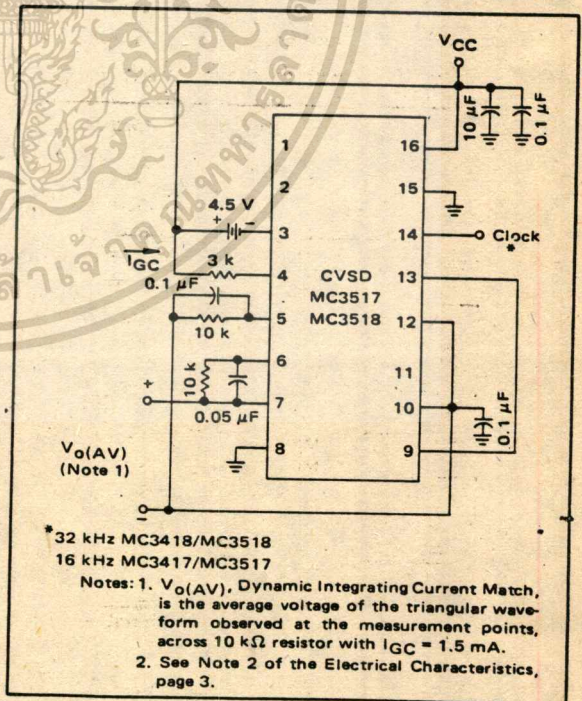 VCC
10 μF
0.1 μF
1
16
2
15
4.5 V
+ -
3
14
Clock
*
IGC
3 k
4
13
0.1 μF
CVSD
MC3517
MC3518
5
12
10 k
6
11
10 k
+
7
10
0.05 μF
0.1 μF
8
9
Vo(AV)
(Note 1)
-
*32 kHz MC3418/MC3518
16 kHz MC3417/MC3517
Notes: 1. Vo(AV), Dynamic Integrating Current Match,
is the average voltage of the triangular wave-
form observed at the measurement points,
across 10 kΩ resistor with IGC = 1.5 mA.
2. See Note 2 of the Electrical Characteristics,
page 3.